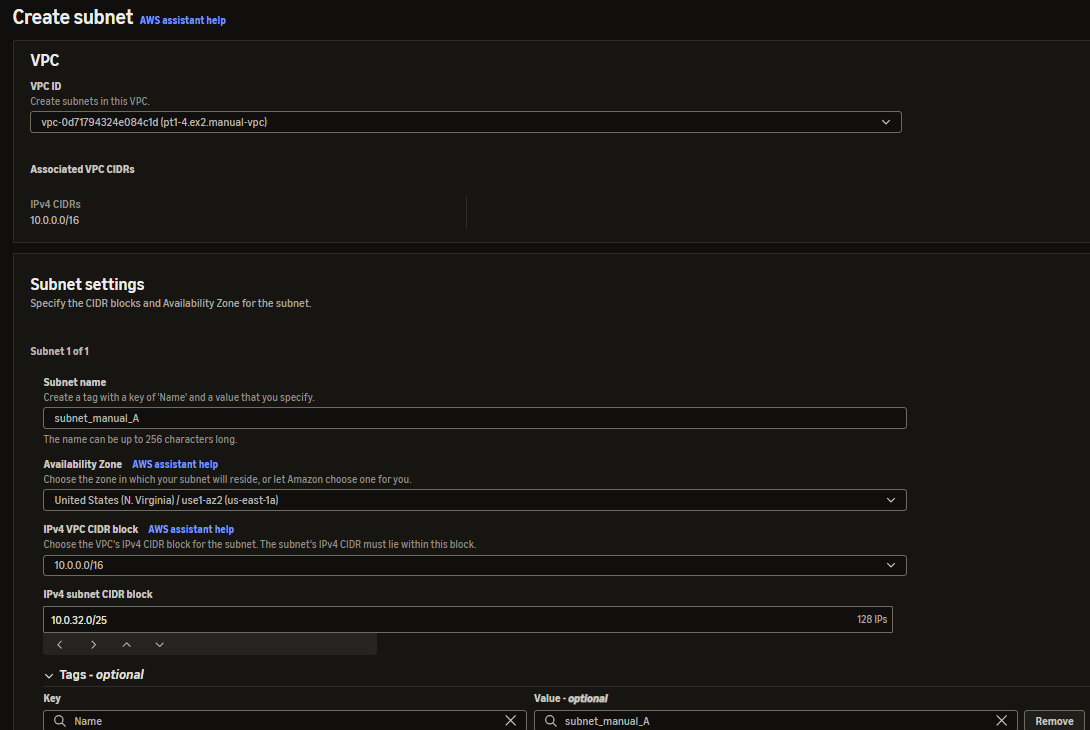 Create subnet AWS assistant help
VPC
VPC ID
Create subnets in this VPC.
vpc-0d71794324e084c1d (pt1-4.ex2.manual-vpc)
Associated VPC CIDRs
IPv4 CIDRs
10.0.0.0/16
Subnet settings
Specify the CIDR blocks and Availability Zone for the subnet.
Subnet 1 of 1
Subnet name
Create a tag with a key of 'Name' and a value that you specify.
subnet_manual_A
The name can be up to 256 characters long.
Availability Zone AWS assistant help
Choose the zone in which your subnet will reside, or let Amazon choose one for you.
United States (N. Virginia) / use1-az2 (us-east-1a)
IPv4 VPC CIDR block AWS assistant help
Choose the VPC's IPv4 CIDR block for the subnet. The subnet's IPv4 CIDR must lie within this block.
10.0.0.0/16
IPv4 subnet CIDR block
10.0.32.0/25 128 IPs
Tags - optional
Key Value - optional
Name subnet_manual_A Remove